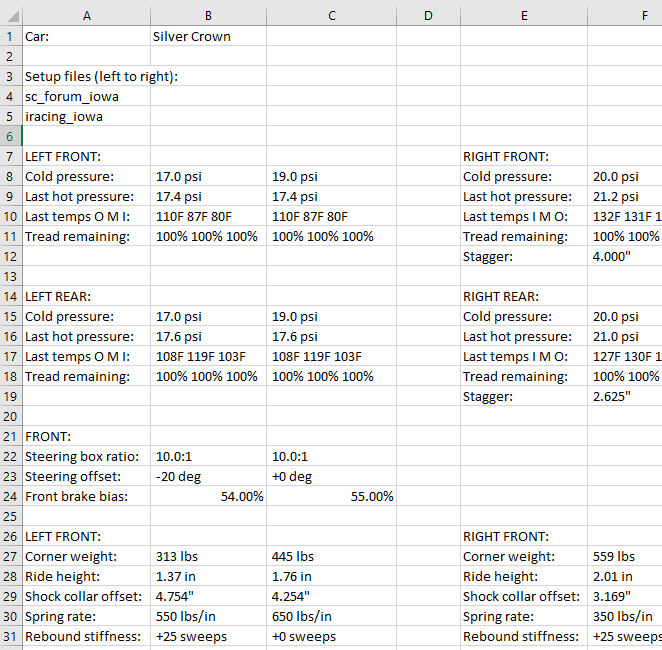 A B C D E F
1 Car: Silver Crown
2
3 Setup files (left to right):
4 sc_forum_iowa
5 iracing_iowa
6
7 LEFT FRONT: RIGHT FRONT:
8 Cold pressure: 17.0 psi 19.0 psi Cold pressure: 20.0 psi
9 Last hot pressure: 17.4 psi 17.4 psi Last hot pressure: 21.2 psi
10 Last temps O M I: 110F 87F 80F 110F 87F 80F Last temps I M O: 132F 131F 1
11 Tread remaining: 100% 100% 100% 100% 100% 100% Tread remaining: 100% 100%
12 Stagger: 4.000"
13
14 LEFT REAR: RIGHT REAR:
15 Cold pressure: 17.0 psi 19.0 psi Cold pressure: 20.0 psi
16 Last hot pressure: 17.6 psi 17.6 psi Last hot pressure: 21.0 psi
17 Last temps O M I: 108F 119F 103F 108F 119F 103F Last temps I M O: 127F 130F 1
18 Tread remaining: 100% 100% 100% 100% 100% 100% Tread remaining: 100% 100%
19 Stagger: 2.625"
20
21 FRONT:
22 Steering box ratio: 10.0:1 10.0:1
23 Steering offset: -20 deg +0 deg
24 Front brake bias: 54.00% 55.00%
25
26 LEFT FRONT: RIGHT FRONT:
27 Corner weight: 313 lbs 445 lbs Corner weight: 559 lbs
28 Ride height: 1.37 in 1.76 in Ride height: 2.01 in
29 Shock collar offset: 4.754" 4.254" Shock collar offset: 3.169"
30 Spring rate: 550 lbs/in 650 lbs/in Spring rate: 350 lbs/in
31 Rebound stiffness: +25 sweeps +0 sweeps Rebound stiffness: +25 sweeps